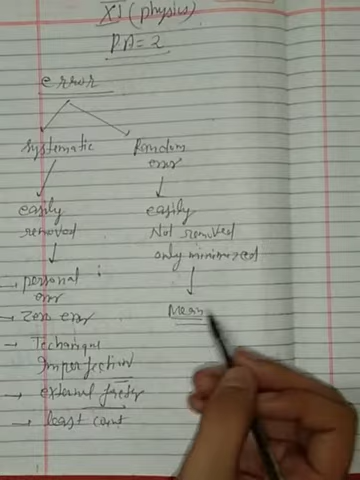 XI (physics)
DA = 2
error
systematic
Random
error
easily
removed
easily
Not removed
only minimized
Mean
→ personal
error
→ Zero error
→ Technique
Imperfection
→ external factor
→ least count